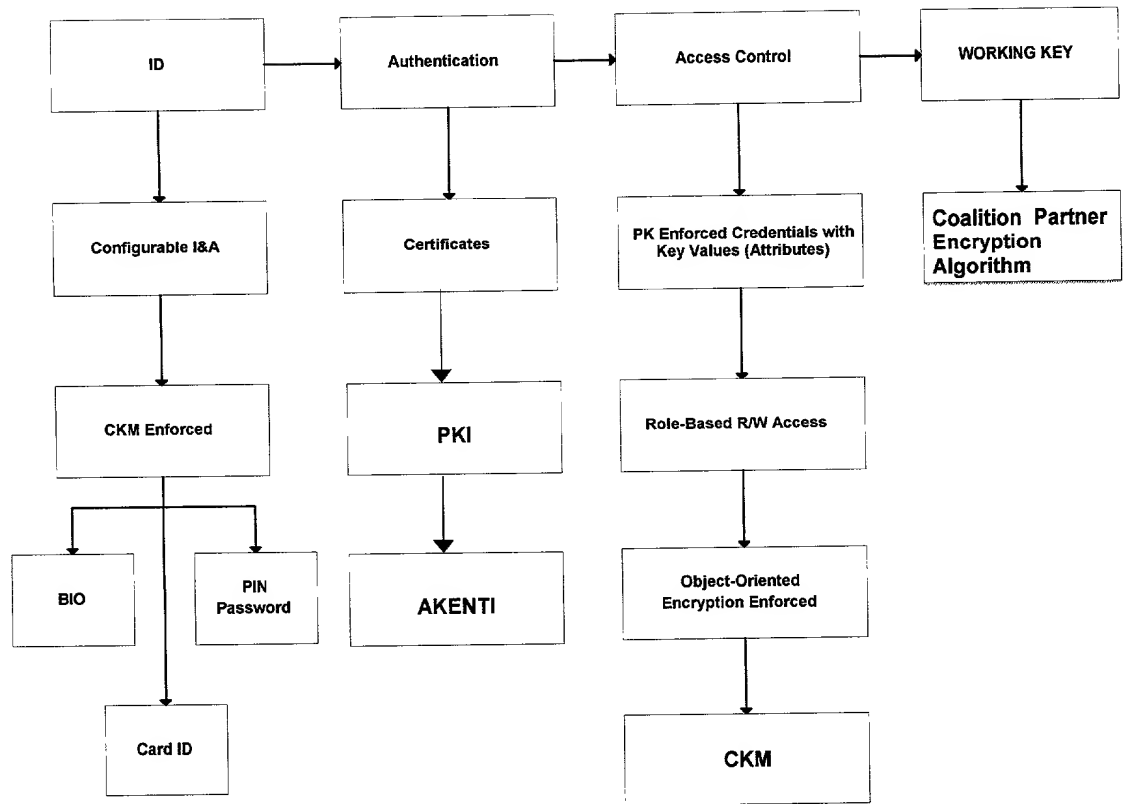 ID
Authentication
Access Control
WORKING KEY
Configurable I&A
Certificates
PK Enforced Credentials with
Key Values (Attributes)
Coalition Partner
Encryption
Algorithm
CKM Enforced
PKI
Role-Based R/W Access
BIO
PIN
Password
AKENTI
Object-Oriented
Encryption Enforced
Card ID
CKM